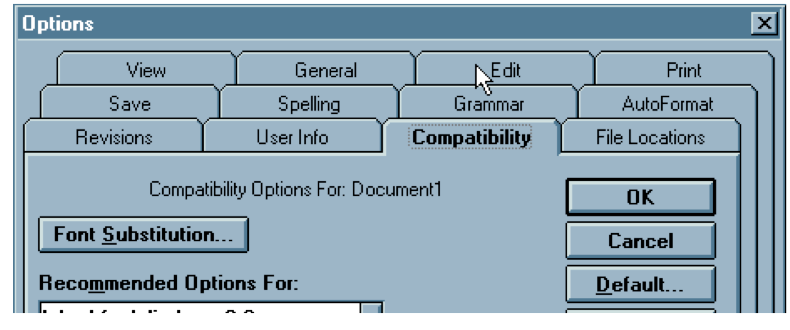 Options
View General Edit Print
Save Spelling Grammar AutoFormat
Revisions User Info Compatibility File Locations
Compatibility Options For: Document1
OK
Font Substitution...
Cancel
Recommended Options For:
Default...